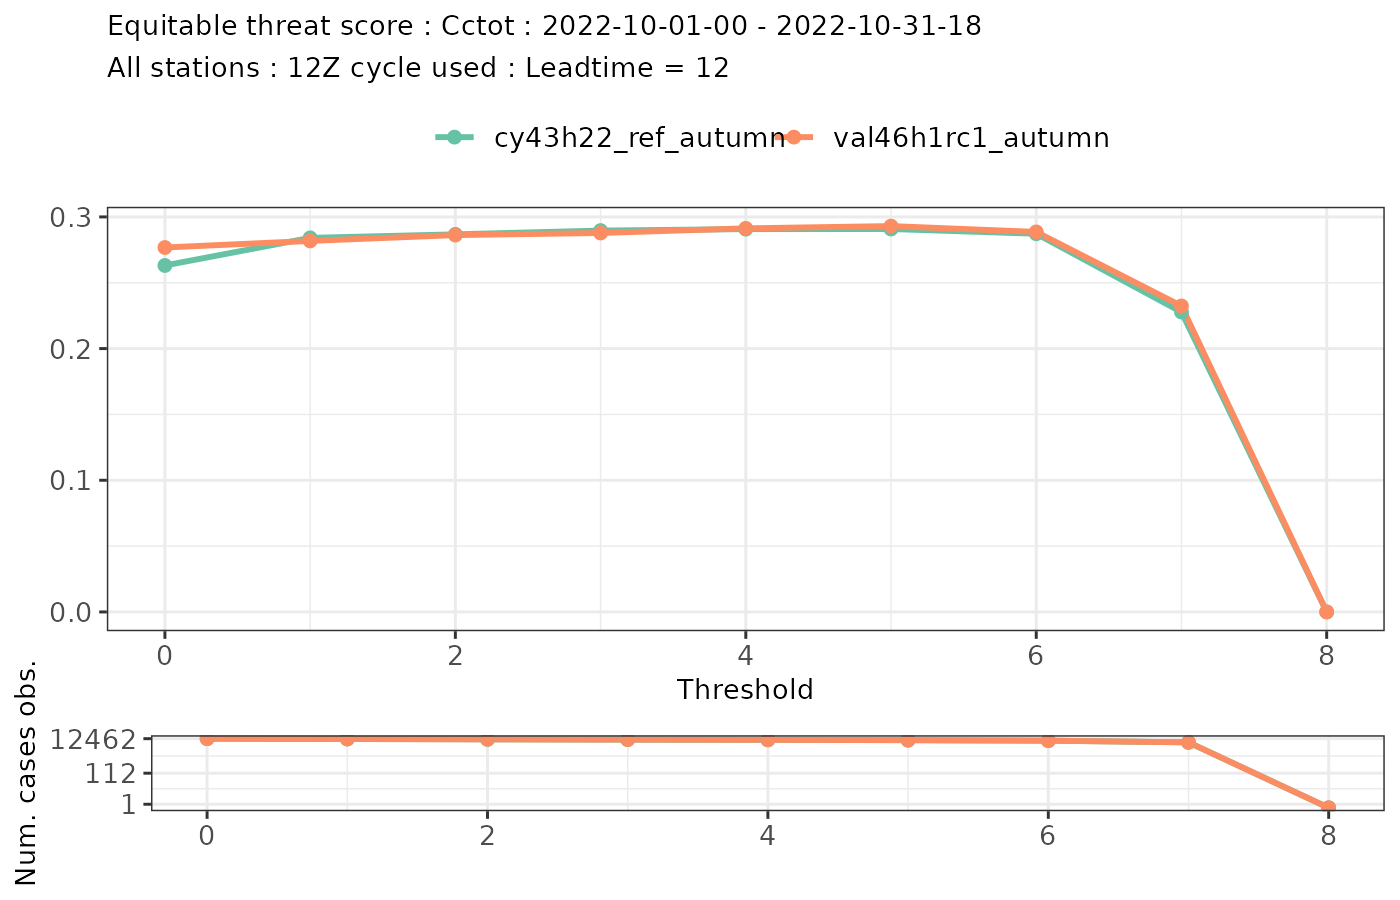 Equitable threat score : Cctot : 2022-10-01-00 - 2022-10-31-18
All stations : 12Z cycle used : Leadtime = 12
cy43h22_ref_autumn val46h1rc1_autumn
0.3
0.2
0.1
0.0
0 2 4 6 8
Threshold
Num. cases obs.
12462
112
1
0 2 4 6 8